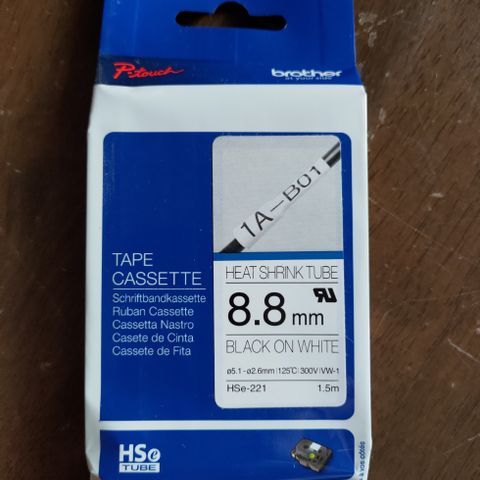 P-touch
brother
at your side
1A-B01
TAPE
CASSETTE
Schriftbandkassette
Ruban Cassette
Cassetta Nastro
Casete de Cinta
Cassete de Fita
HEAT SHRINK TUBE
8.8 mm
BLACK ON WHITE
ø5.1-ø2.6mm|125°C|300V|VW-1
HSe-221 1.5m
HSe
TUBE
à vos côtés